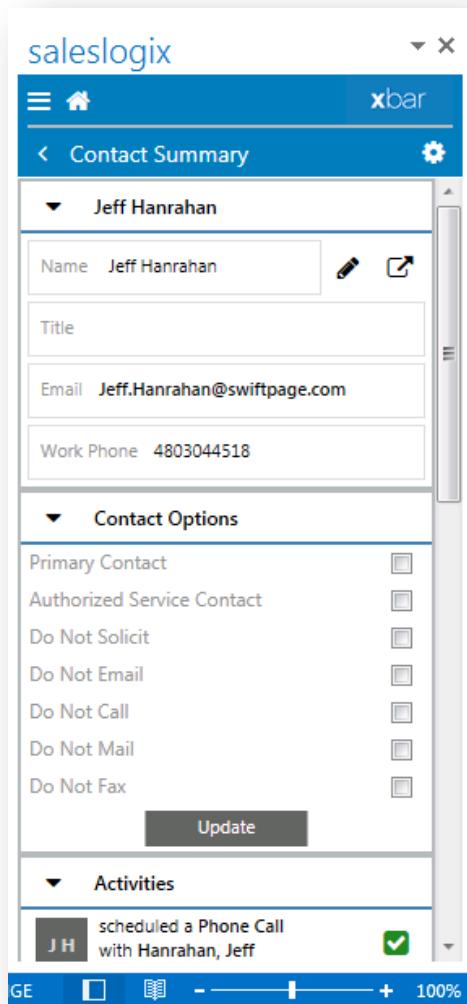 saleslogix
xbar
Contact Summary
Jeff Hanrahan
Name Jeff Hanrahan
Title
Email Jeff.Hanrahan@swiftpage.com
Work Phone 4803044518
Contact Options
Primary Contact
Authorized Service Contact
Do Not Solicit
Do Not Email
Do Not Call
Do Not Mail
Do Not Fax
Update
Activities
JH scheduled a Phone Call
with Hanrahan, Jeff
GE 100%